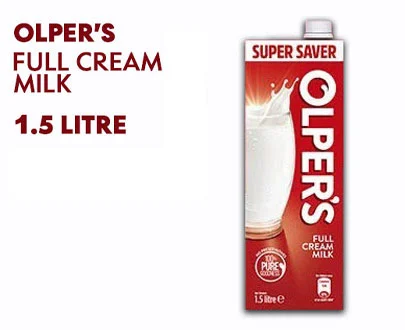 OLPER'S
FULL CREAM
MILK
1.5 LITRE
SUPER SAVER
OLPER'S
FULL
CREAM
MILK
100%
PURE
GOODNESS
1.5 litre e